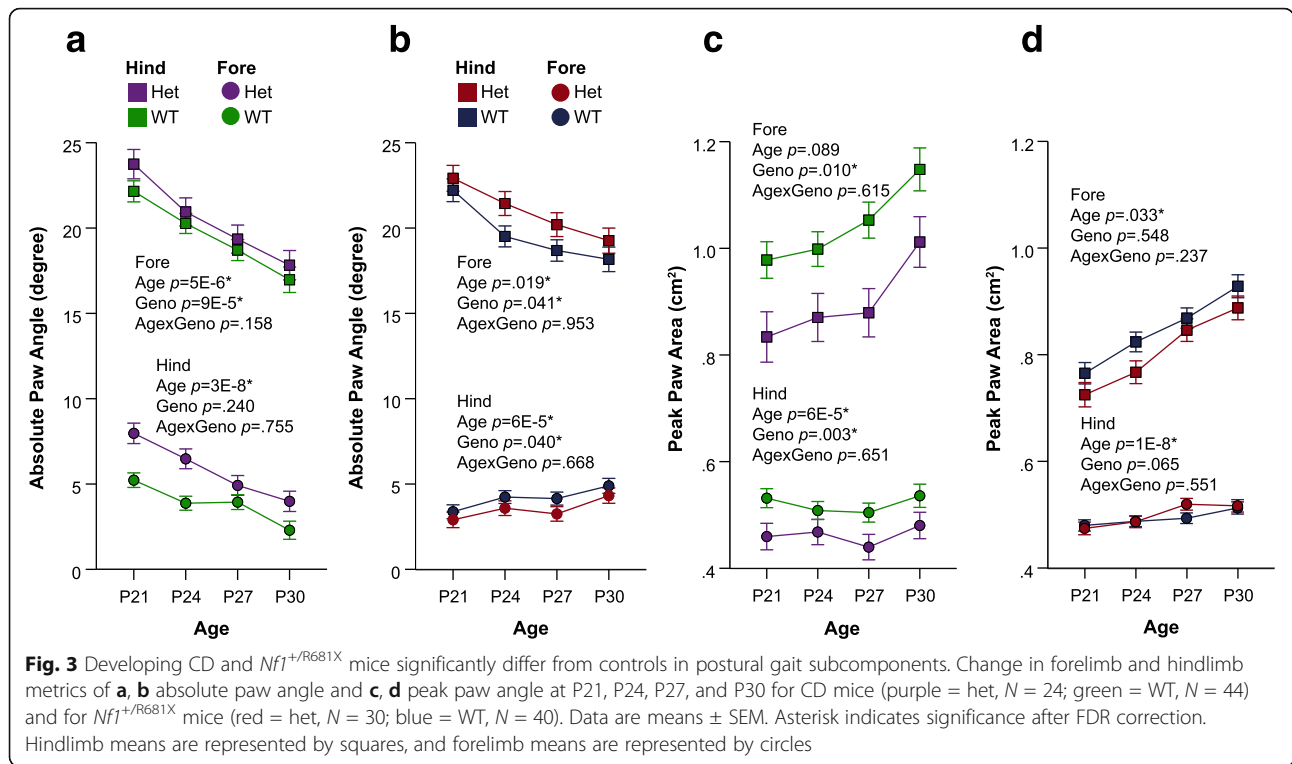 a
b
c
d
Hind Fore
Het Het
WT WT
Hind Fore
Het Het
WT WT
25
20
15
10
5
0
Absolute Paw Angle (degree)
Fore
Age p=5E-6*
Geno p=9E-5*
AgexGeno p=.158
Hind
Age p=3E-8*
Geno p=.240
AgexGeno p=.755
P21 P24 P27 P30
Age
25
20
15
10
5
0
Absolute Paw Angle (degree)
Fore
Age p=.019*
Geno p=.041*
AgexGeno p=.953
Hind
Age p=6E-5*
Geno p=.040*
AgexGeno p=.668
P21 P24 P27 P30
Age
1.2
1.0
.8
.6
.4
Peak Paw Area (cm²)
Fore
Age p=.089
Geno p=.010*
AgexGeno p=.615
Hind
Age p=6E-5*
Geno p=.003*
AgexGeno p=.651
P21 P24 P27 P30
Age
1.2
1.0
.8
.6
.4
Peak Paw Area (cm²)
Fore
Age p=.033*
Geno p=.548
AgexGeno p=.237
Hind
Age p=1E-8*
Geno p=.065
AgexGeno p=.551
P21 P24 P27 P30
Age
Fig. 3 Developing CD and Nf1+/R681X mice significantly differ from controls in postural gait subcomponents. Change in forelimb and hindlimb
metrics of a, b absolute paw angle and c, d peak paw angle at P21, P24, P27, and P30 for CD mice (purple = het, N = 24; green = WT, N = 44)
and for Nf1+/R681X mice (red = het, N = 30; blue = WT, N = 40). Data are means ± SEM. Asterisk indicates significance after FDR correction.
Hindlimb means are represented by squares, and forelimb means are represented by circles